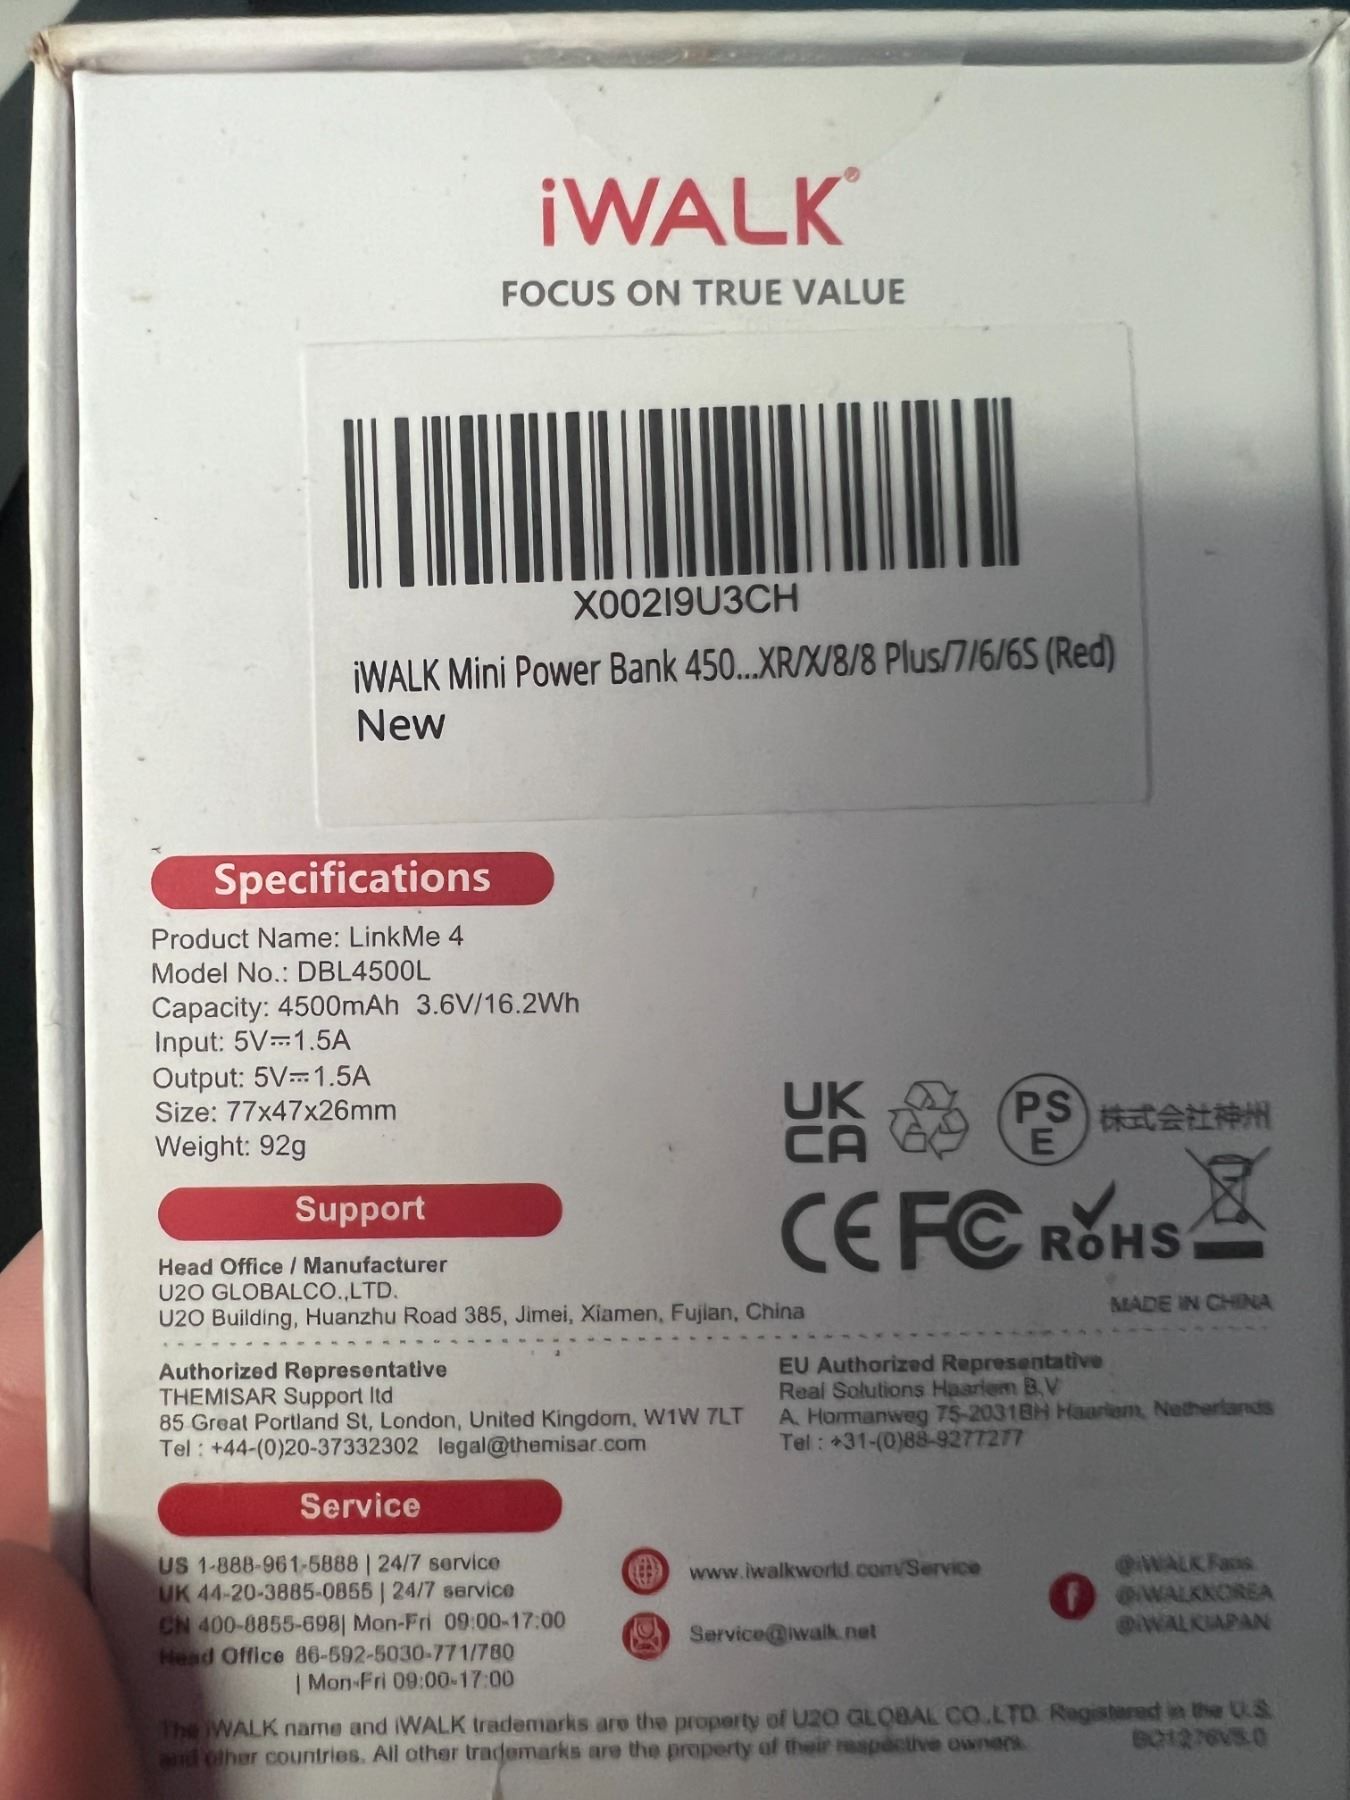 iWALK®
FOCUS ON TRUE VALUE
X002I9U3CH
iWALK Mini Power Bank 450...XR/X/8/8 Plus/7/6/6S (Red)
New
Specifications
Product Name: LinkMe 4
Model No.: DBL4500L
Capacity: 4500mAh 3.6V/16.2Wh
Input: 5V⎓1.5A
Output: 5V⎓1.5A
Size: 77x47x26mm
Weight: 92g
UK
CA
PS
E
株式会社神州
CE FC RoHS
MADE IN CHINA
Support
Head Office / Manufacturer
U2O GLOBALCO.,LTD.
U2O Building, Huanzhu Road 385, Jimei, Xiamen, Fujian, China
Authorized Representative
THEMISAR Support ltd
85 Great Portland St, London, United Kingdom, W1W 7LT
Tel : +44-(0)20-37332302 legal@themisar.com
EU Authorized Representative
Real Solutions Haarlem B.V
A. Hormanweg 75-2031BH Haarlem, Netherlands
Tel : +31-(0)88-9277277
Service
US 1-888-961-5888 | 24/7 service
UK 44-20-3885-0855 | 24/7 service
CN 400-8855-698| Mon-Fri 09:00-17:00
Head Office 86-592-5030-771/780
| Mon-Fri 09:00-17:00
www.iwalkworld.com/Service
Service@iwalk.net
f
@iWALK.Fans
@iWALKKOREA
@iWALKJAPAN
The iWALK name and iWALK trademarks are the property of U2O GLOBAL CO.,LTD. Registered in the U.S.
and other countries. All other trademarks are the property of their respective owners.
BO1276V5.0